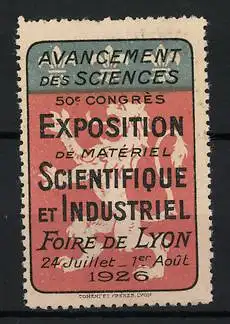 AVANCEMENT
DES SCIENCES
50e CONGRÈS
EXPOSITION
DE MATÉRIEL
SCIENTIFIQUE
ET INDUSTRIEL
FOIRE DE LYON
24 Juillet - 1er Août
1926